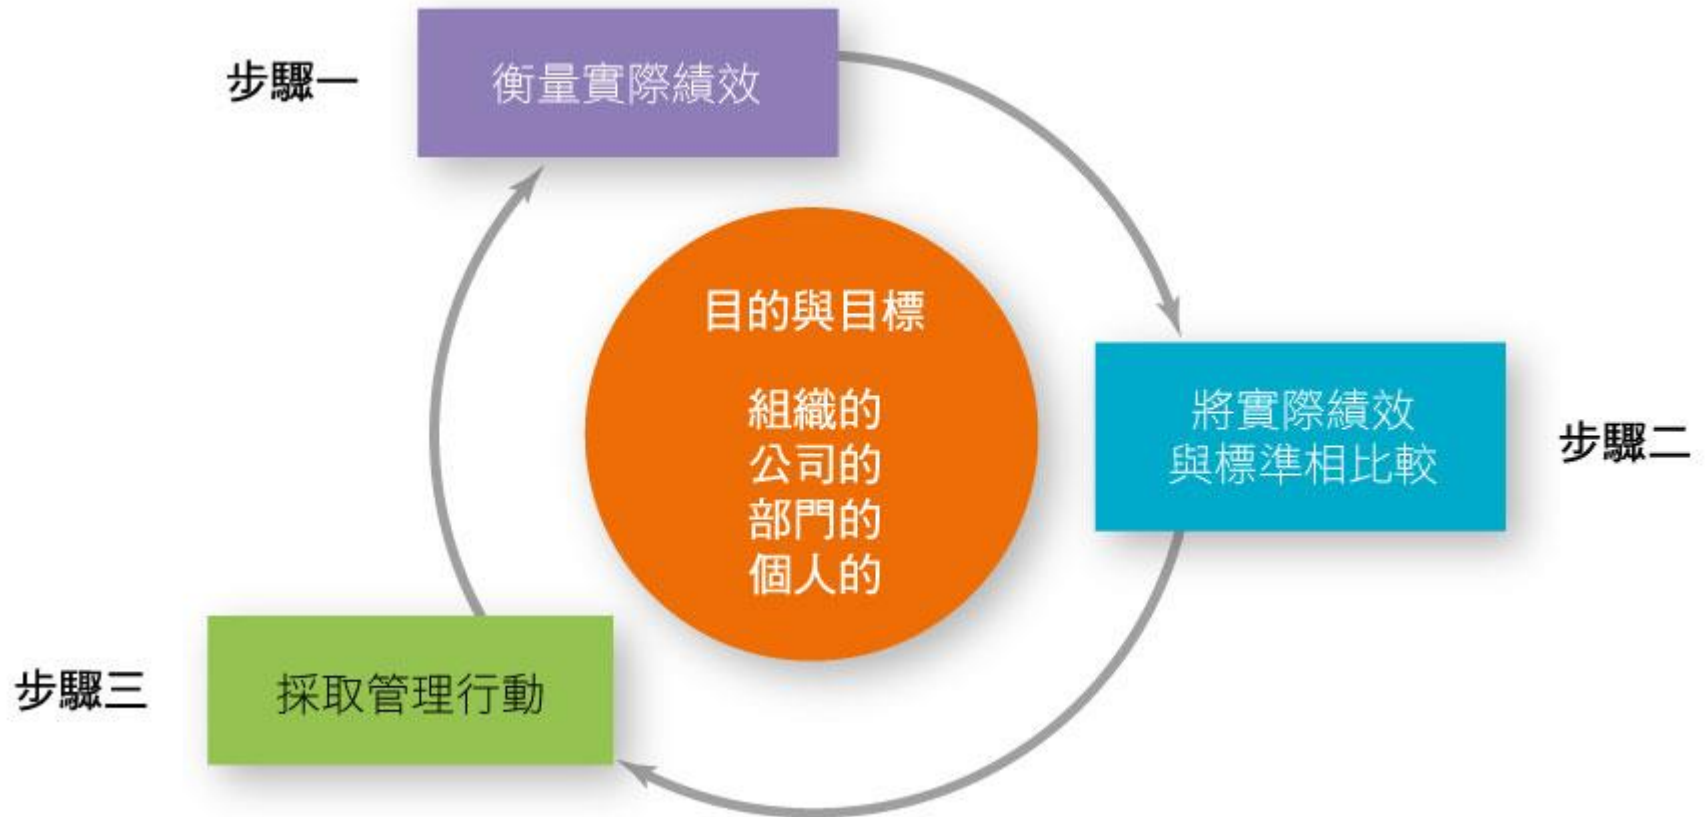 步驟一
衡量實際績效
目的與目標
組織的
公司的
部門的
個人的
將實際績效
與標準相比較
步驟二
步驟三
採取管理行動